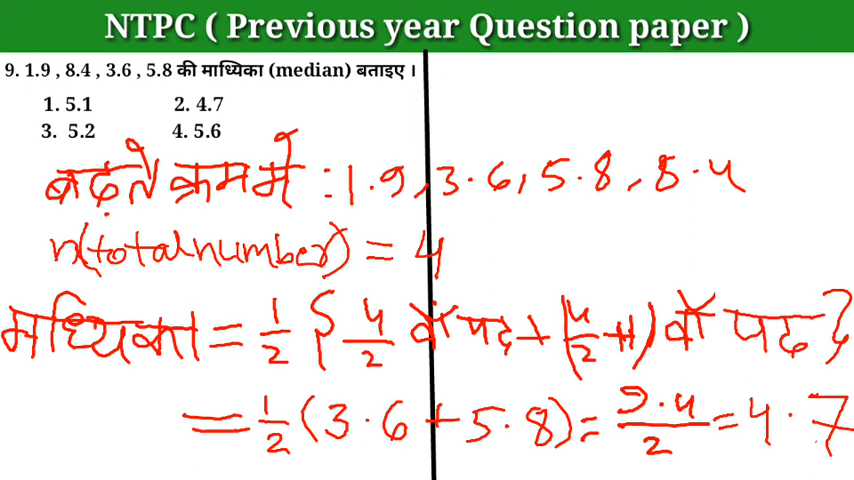 NTPC ( Previous year Question paper )
9. 1.9 , 8.4 , 3.6 , 5.8 की माध्यिका (median) बताइए ।
1. 5.1 2. 4.7
3. 5.2 4. 5.6
बढ़ते क्रम में : 1.9, 3.6, 5.8, 8.4
n(total number) = 4
मध्यिका = 1/2 { 4/2 वाँ पद + (4/2 +1) वाँ पद }
= 1/2 (3.6 + 5.8) = 9.4/2 = 4.7